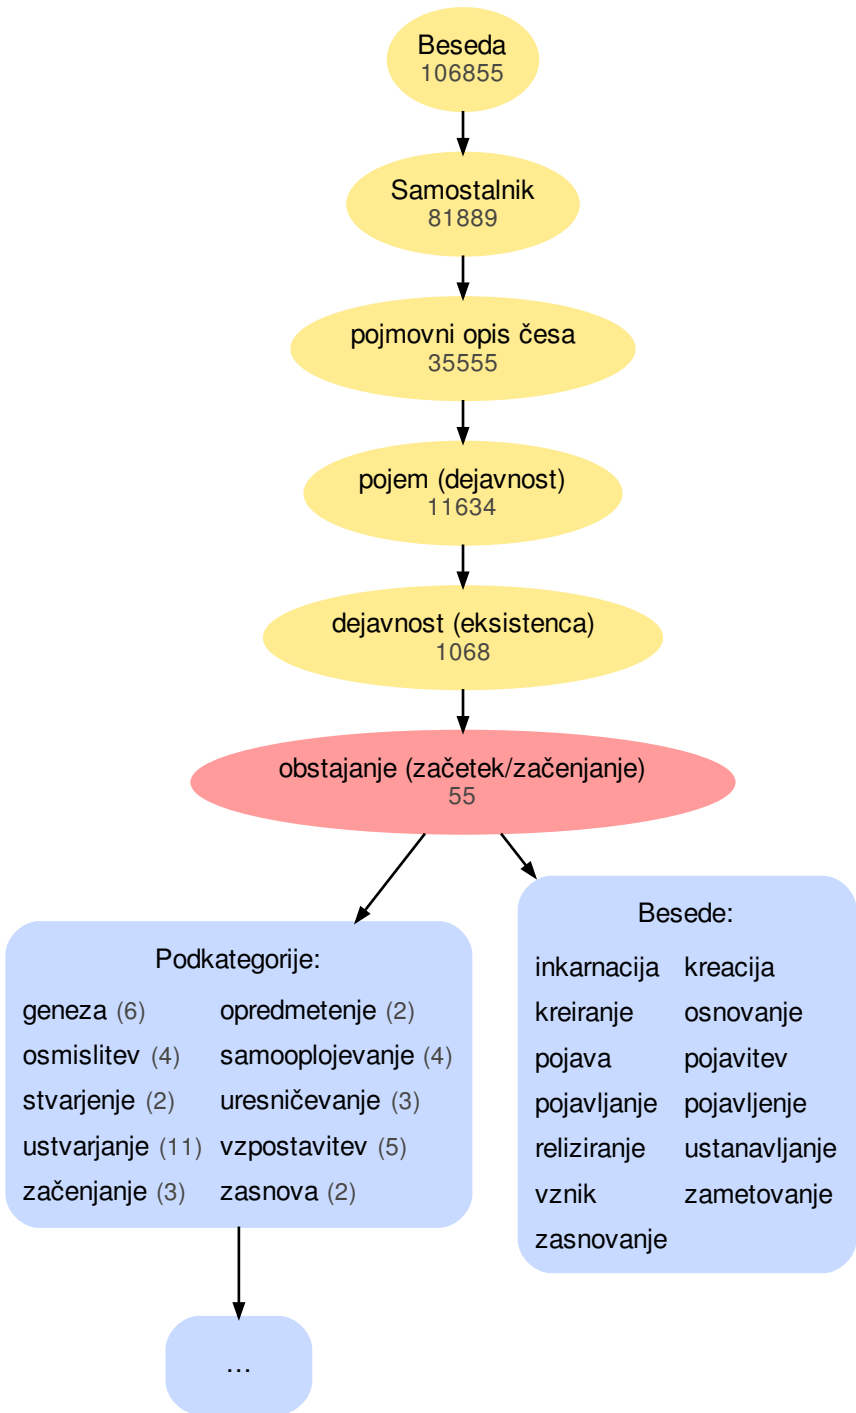 Beseda
106855
Samostalnik
81889
pojmovni opis česa
35555
pojem (dejavnost)
11634
dejavnost (eksistenca)
1068
obstajanje (začetek/začenjanje)
55
Podkategorije:
geneza (6) opredmetenje (2)
osmislitev (4) samooplojevanje (4)
stvarjenje (2) uresničevanje (3)
ustvarjanje (11) vzpostavitev (5)
začenjanje (3) zasnova (2)
Besede:
inkarnacija kreacija
kreiranje osnovanje
pojava pojavitev
pojavljanje pojavljenje
reliziranje ustanavljanje
vznik zametovanje
zasnovanje
...